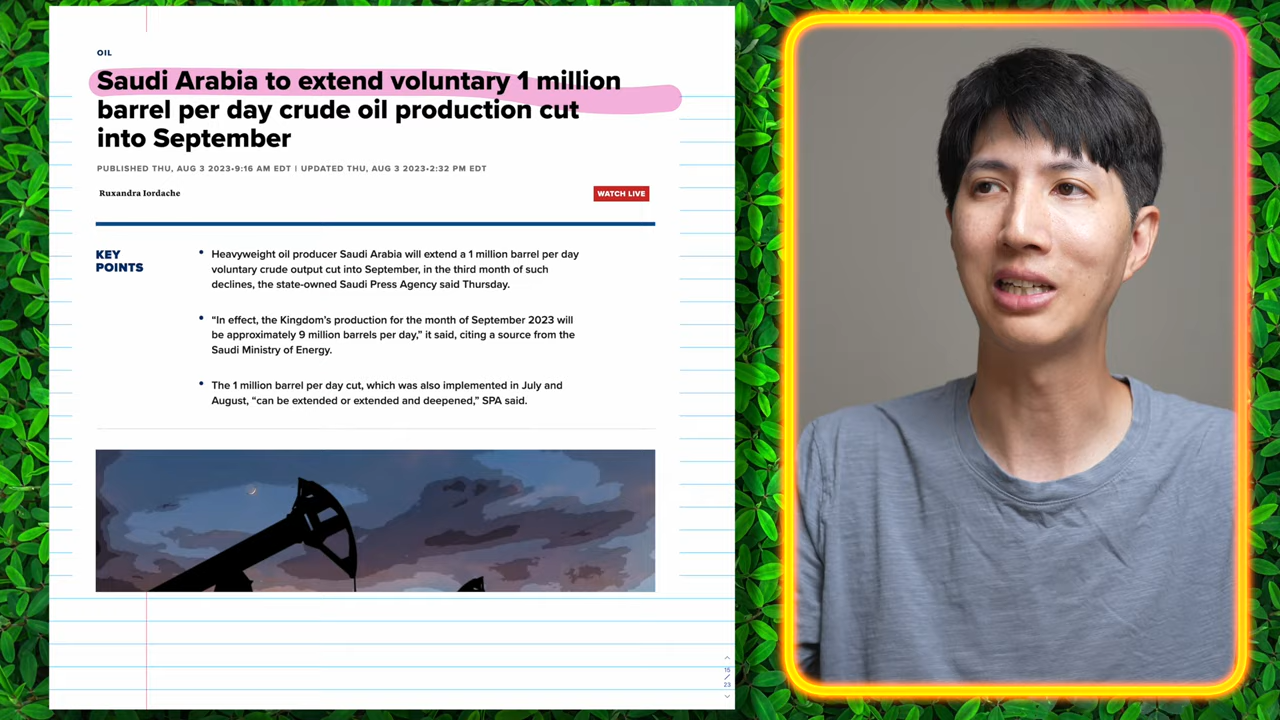 OIL
Saudi Arabia to extend voluntary 1 million
barrel per day crude oil production cut
into September
PUBLISHED THU, AUG 3 2023•9:16 AM EDT | UPDATED THU, AUG 3 2023•2:32 PM EDT
Ruxandra Iordache
WATCH LIVE
KEY
POINTS
• Heavyweight oil producer Saudi Arabia will extend a 1 million barrel per day
voluntary crude output cut into September, in the third month of such
declines, the state-owned Saudi Press Agency said Thursday.
• “In effect, the Kingdom’s production for the month of September 2023 will
be approximately 9 million barrels per day,” it said, citing a source from the
Saudi Ministry of Energy.
• The 1 million barrel per day cut, which was also implemented in July and
August, “can be extended or extended and deepened,” SPA said.
15
/
23